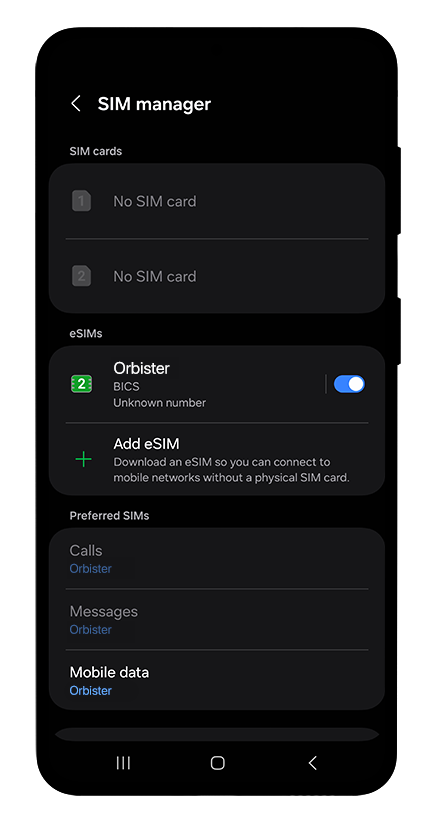 SIM manager
SIM cards
1
No SIM card
2
No SIM card
eSIMs
2
Orbister
BICS
Unknown number
Add eSIM
Download an eSIM so you can connect to
mobile networks without a physical SIM card.
Preferred SIMs
Calls
Orbister
Messages
Orbister
Mobile data
Orbister